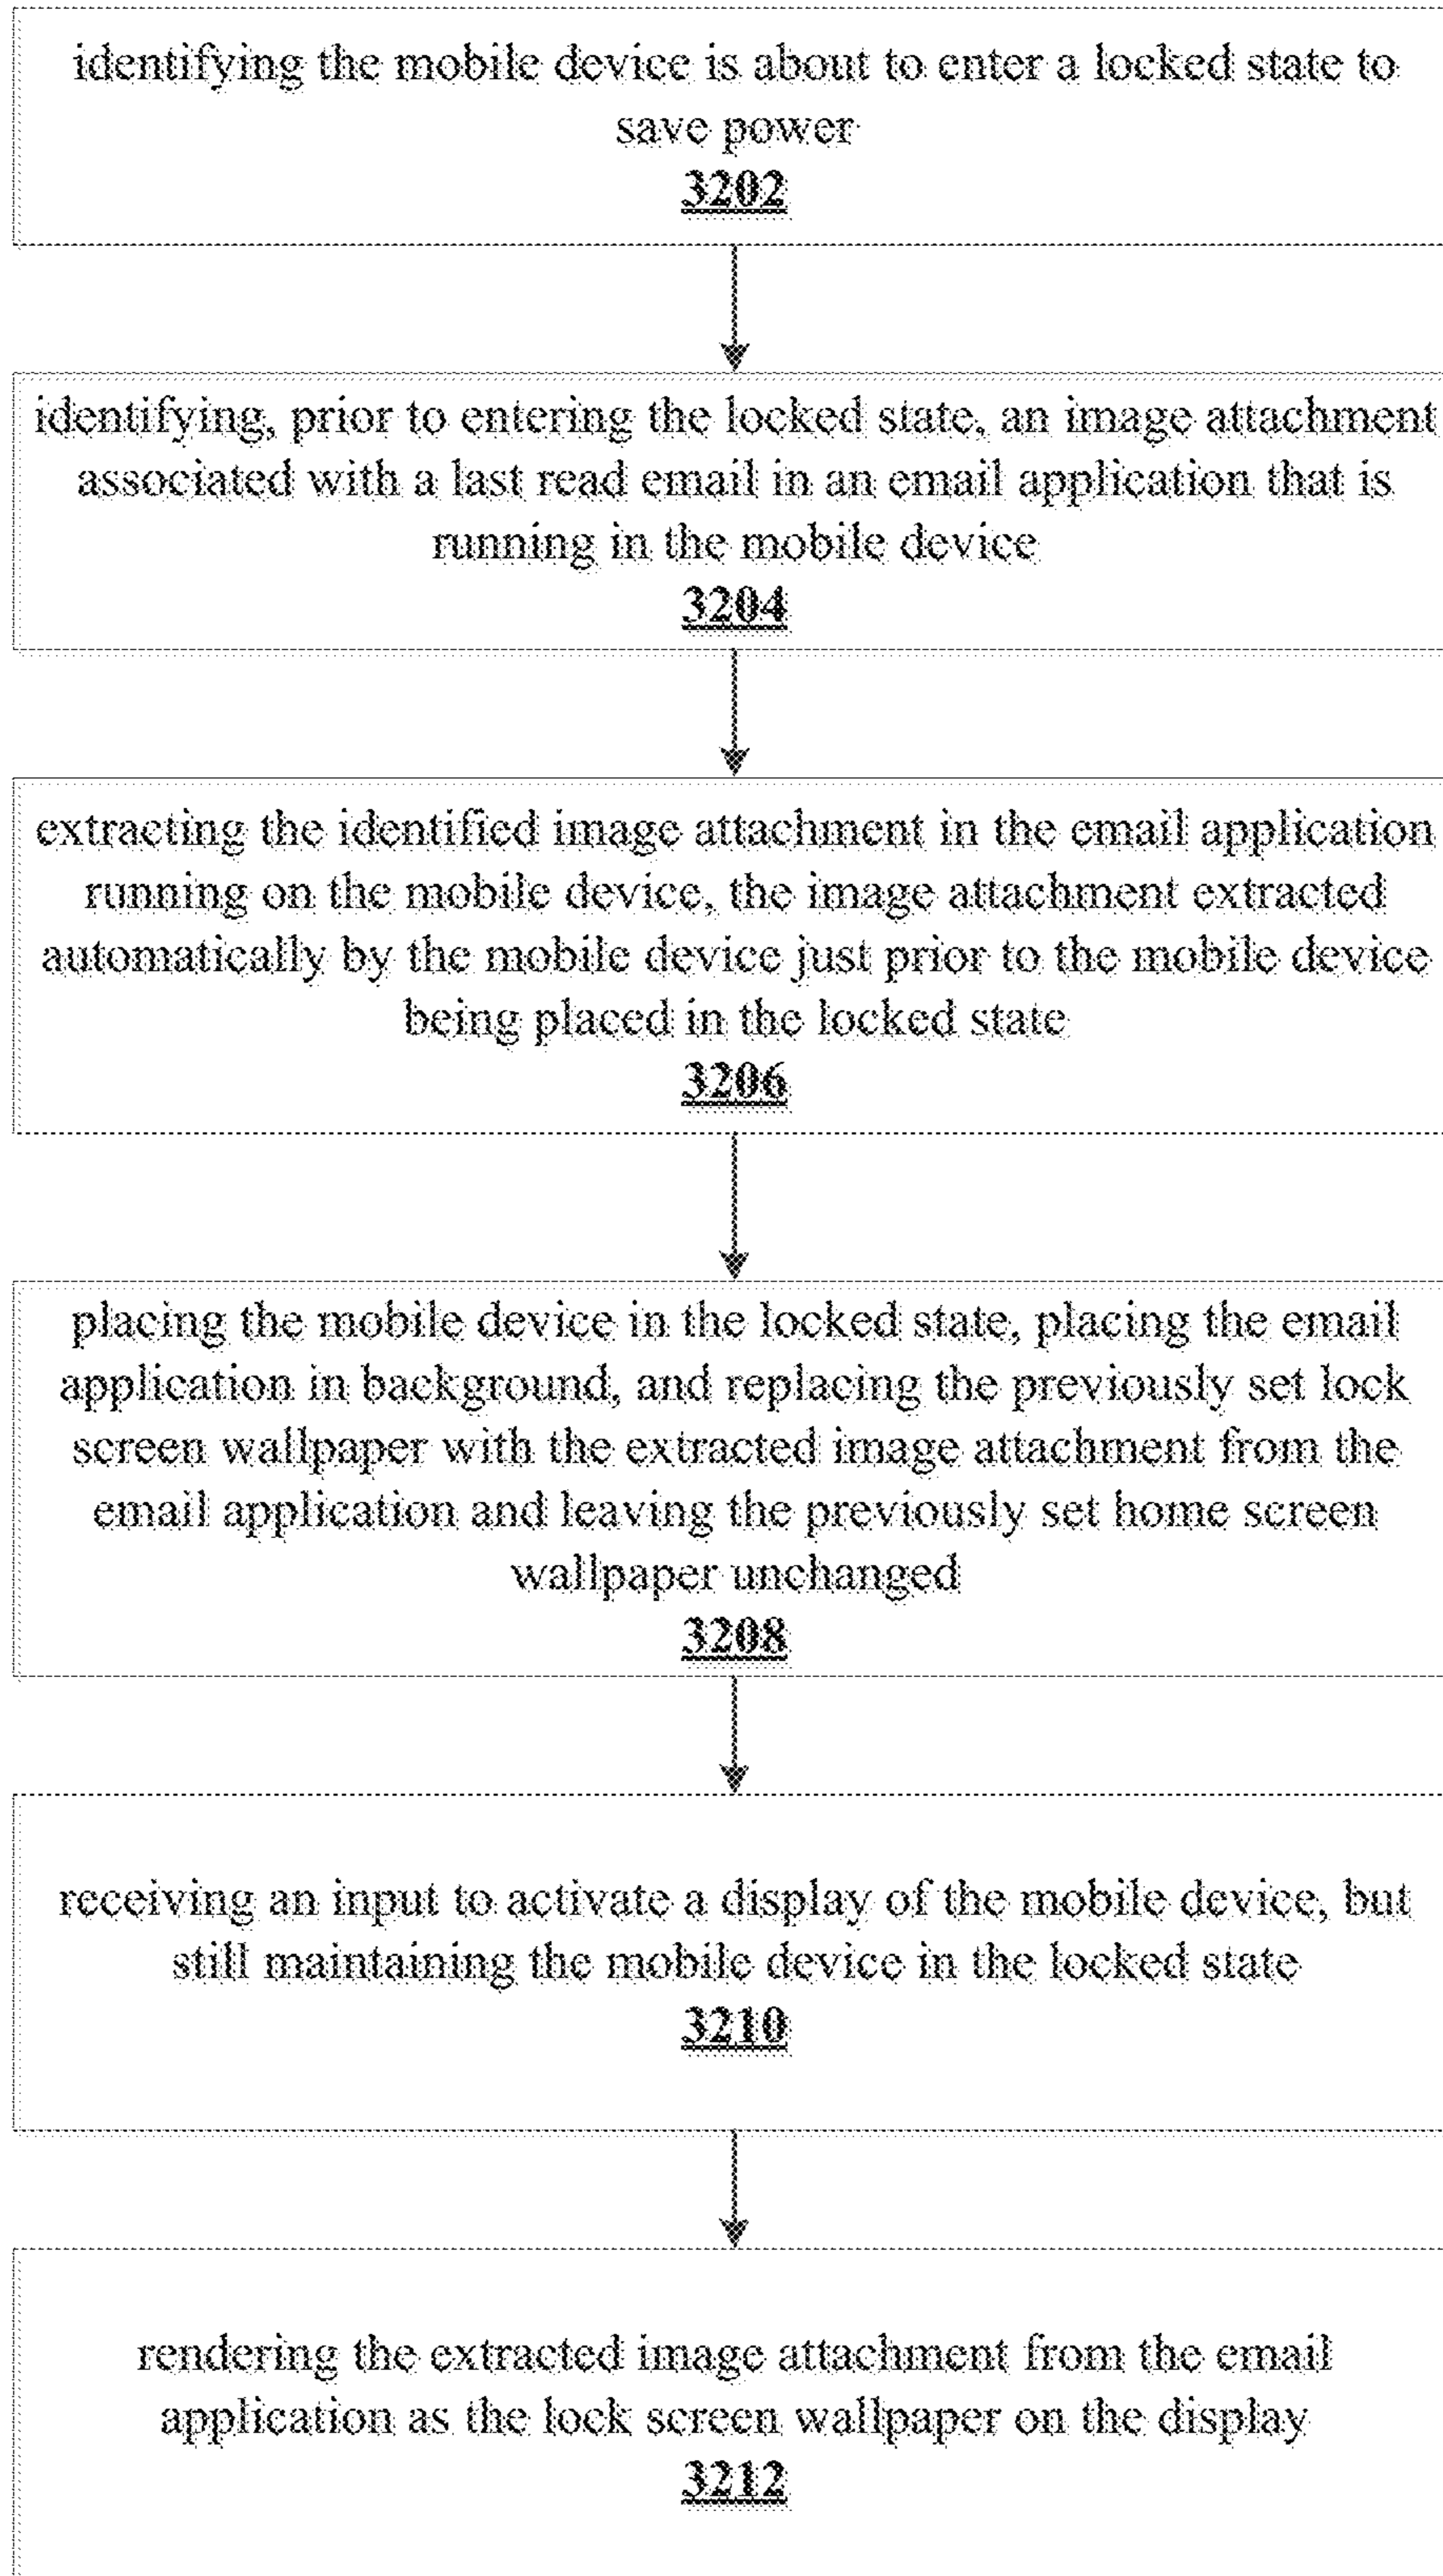 identifying the mobile device is about to enter a locked state to
save power
3202
identifying, prior to entering the locked state, an image attachment
associated with a last read email in an email application that is
running in the mobile device
3204
extracting the identified image attachment in the email application
running on the mobile device, the image attachment extracted
automatically by the mobile device just prior to the mobile device
being placed in the locked state
3206
placing the mobile device in the locked state, placing the email
application in background, and replacing the previously set lock
screen wallpaper with the extracted image attachment from the
email application and leaving the previously set home screen
wallpaper unchanged
3208
receiving an input to activate a display of the mobile device, but
still maintaining the mobile device in the locked state
3210
rendering the extracted image attachment from the email
application as the lock screen wallpaper on the display
3212